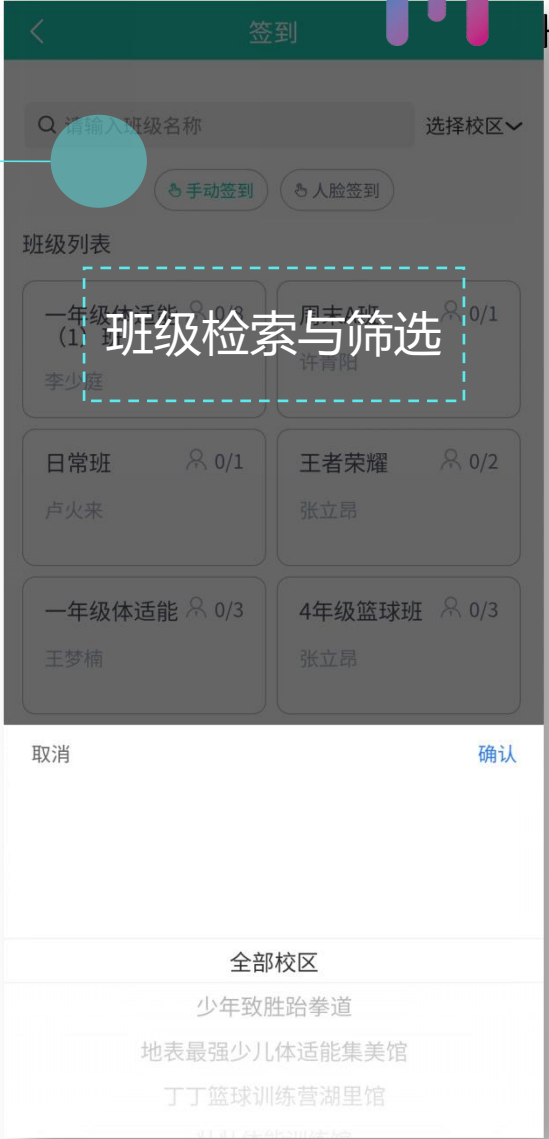 签到
请输入班级名称
选择校区
手动签到
人脸签到
班级列表
一年级体适能 0/8
（1）班
李少庭
周末A班 0/1
许青阳
班级检索与筛选
日常班 0/1
卢火来
王者荣耀 0/2
张立昂
一年级体适能 0/3
王梦楠
4年级篮球班 0/3
张立昂
取消
确认
全部校区
少年致胜跆拳道
地表最强少儿体适能集美馆
丁丁篮球训练营湖里馆